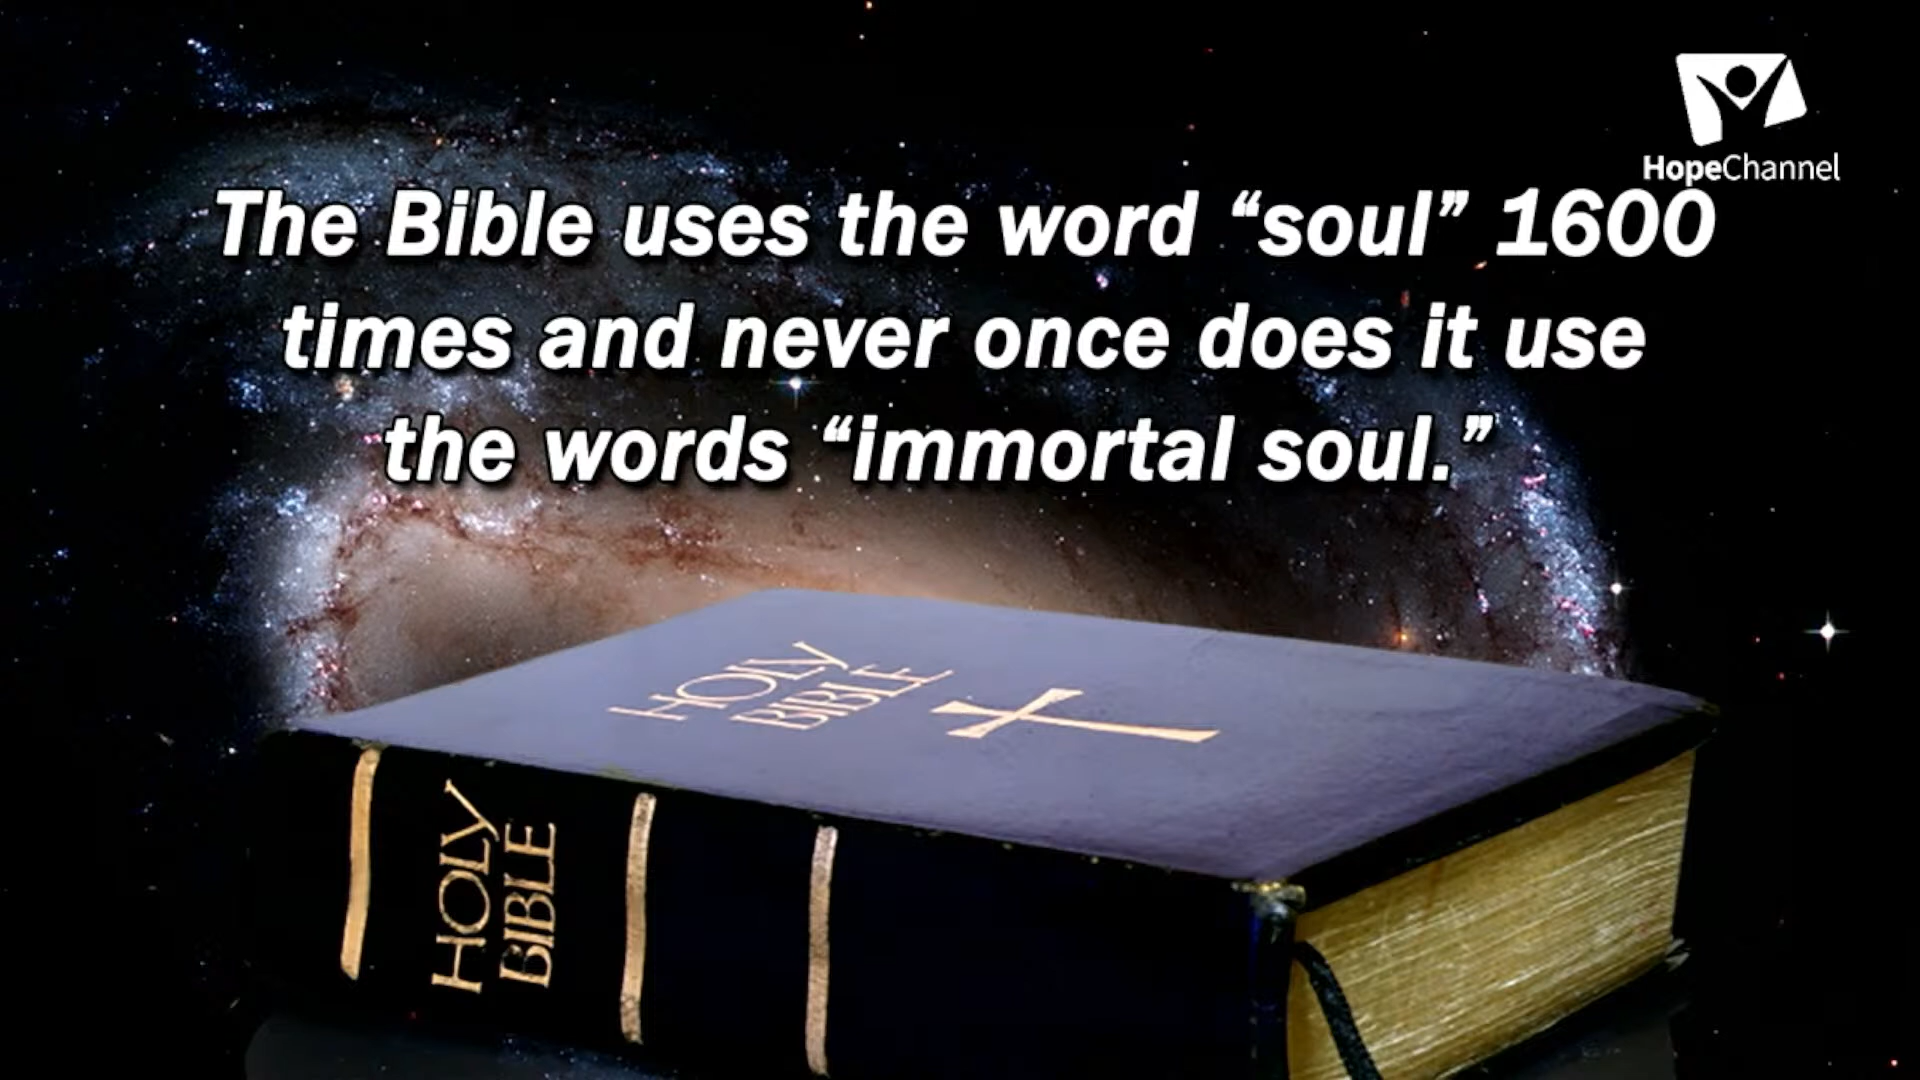 HopeChannel
The Bible uses the word “soul” 1600
times and never once does it use
the words “immortal soul.”
HOLY
BIBLE
HOLY
BIBLE